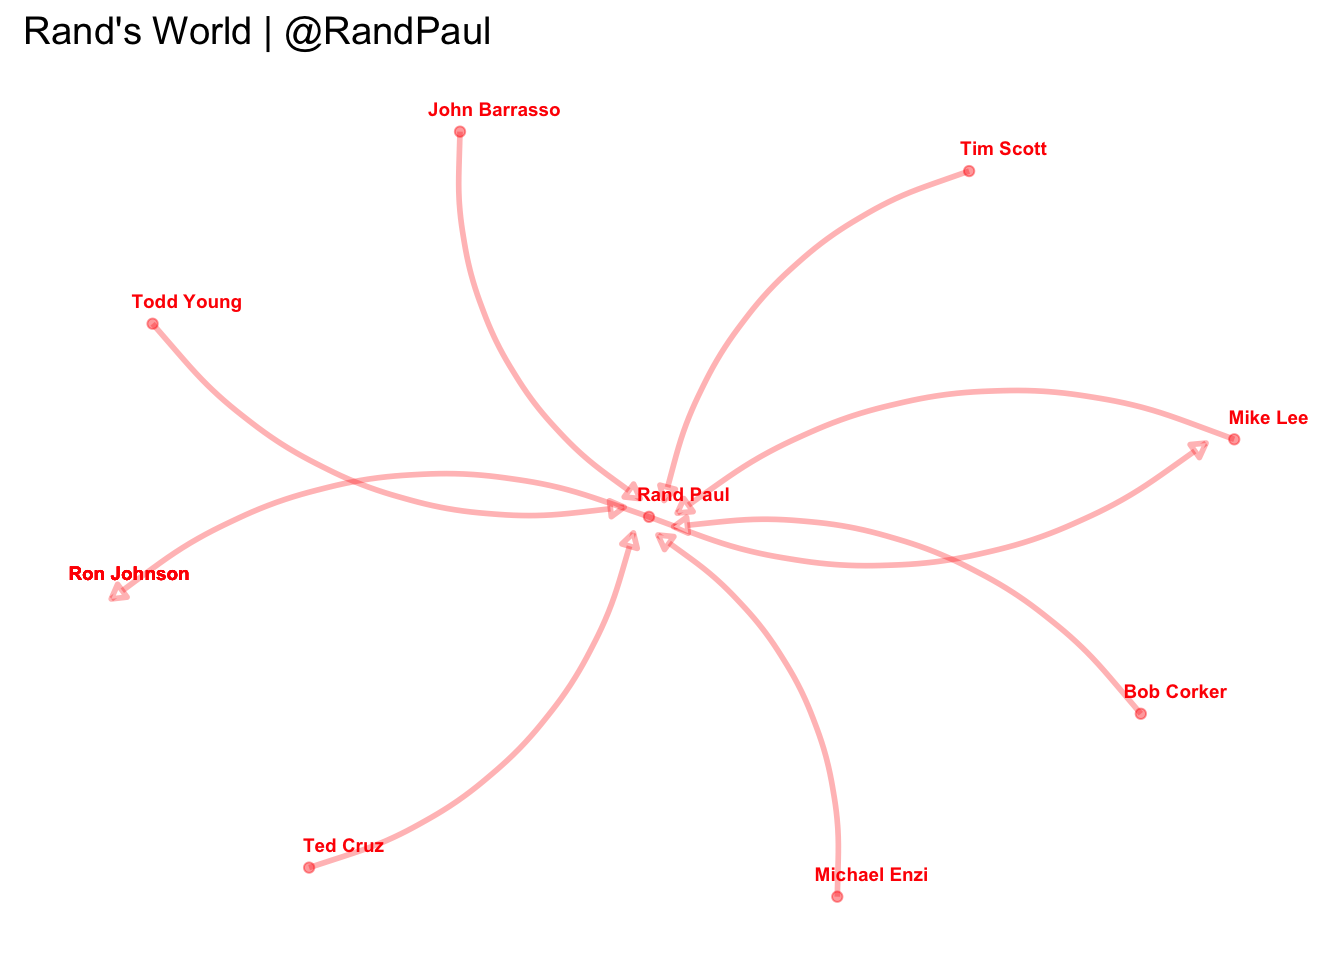 Rand's World | @RandPaul
John Barrasso
Tim Scott
Todd Young
Mike Lee
Rand Paul
Ron Johnson
Bob Corker
Ted Cruz
Michael Enzi